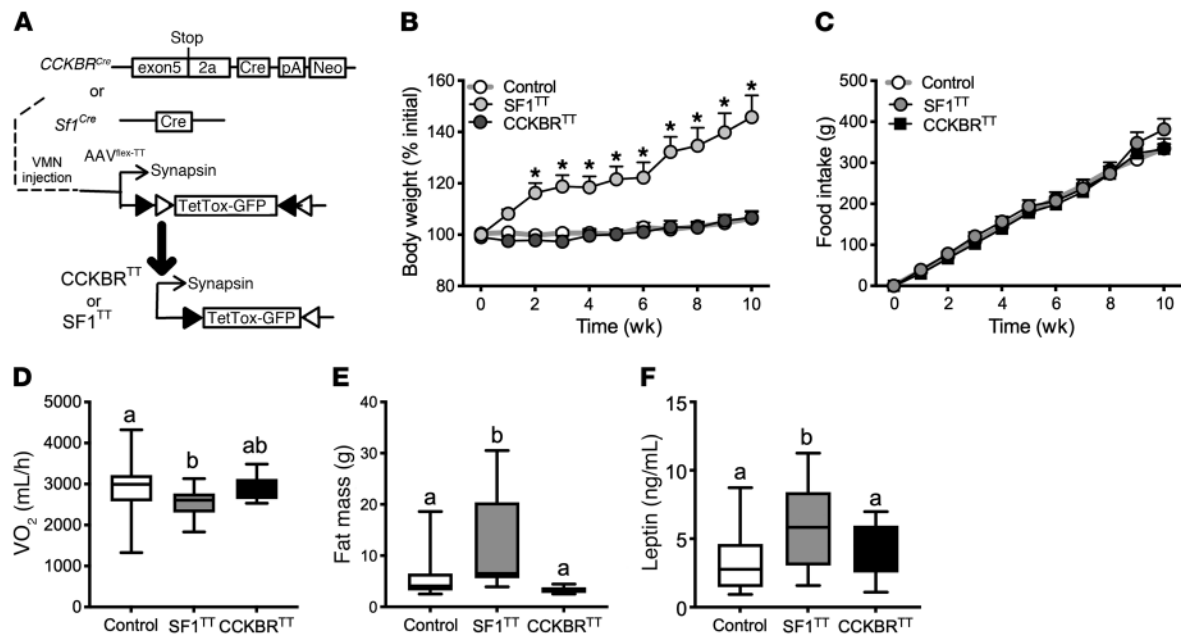 A
Stop
CCKBR^Cre
exon5 2a Cre pA Neo
or
Sf1^Cre
Cre
VMN injection
AAV^flex-TT
Synapsin
TetTox-GFP
CCKBR^TT
or
SF1^TT
Synapsin
TetTox-GFP
B
Body weight (% initial)
160
140
120
100
80
Control
SF1^TT
CCKBR^TT
* * * * * * * * *
0 2 4 6 8 10
Time (wk)
C
Food intake (g)
500
400
300
200
100
0
Control
SF1^TT
CCKBR^TT
0 2 4 6 8 10
Time (wk)
D
VO₂ (mL/h)
5000
4000
3000
2000
1000
0
a b ab
Control SF1^TT CCKBR^TT
E
Fat mass (g)
40
30
20
10
0
a b a
Control SF1^TT CCKBR^TT
F
Leptin (ng/mL)
15
10
5
0
a b a
Control SF1^TT CCKBR^TT